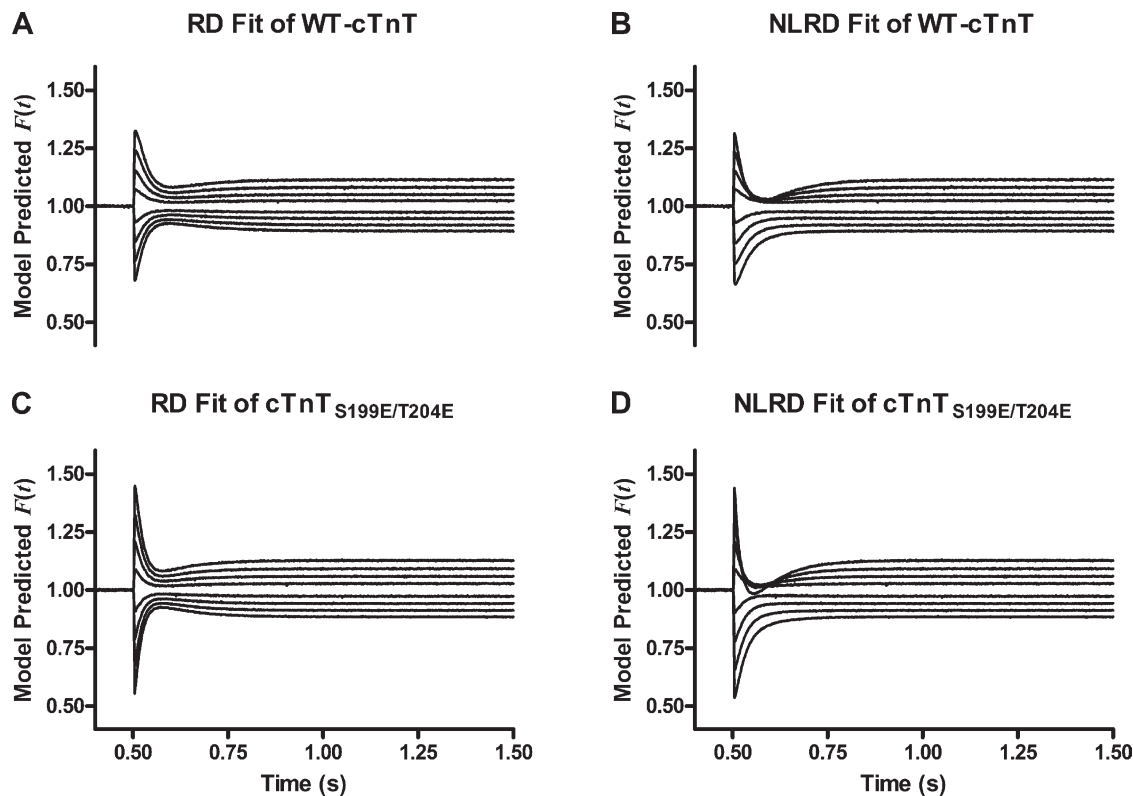 A
RD Fit of WT-cTnT
Model Predicted F(t)
1.50
1.25
1.00
0.75
0.50
B
NLRD Fit of WT-cTnT
Model Predicted F(t)
1.50
1.25
1.00
0.75
0.50
C
RD Fit of cTnT S199E/T204E
Model Predicted F(t)
1.50
1.25
1.00
0.75
0.50
0.50 0.75 1.00 1.25 1.50
Time (s)
D
NLRD Fit of cTnT S199E/T204E
Model Predicted F(t)
1.50
1.25
1.00
0.75
0.50
0.50 0.75 1.00 1.25 1.50
Time (s)